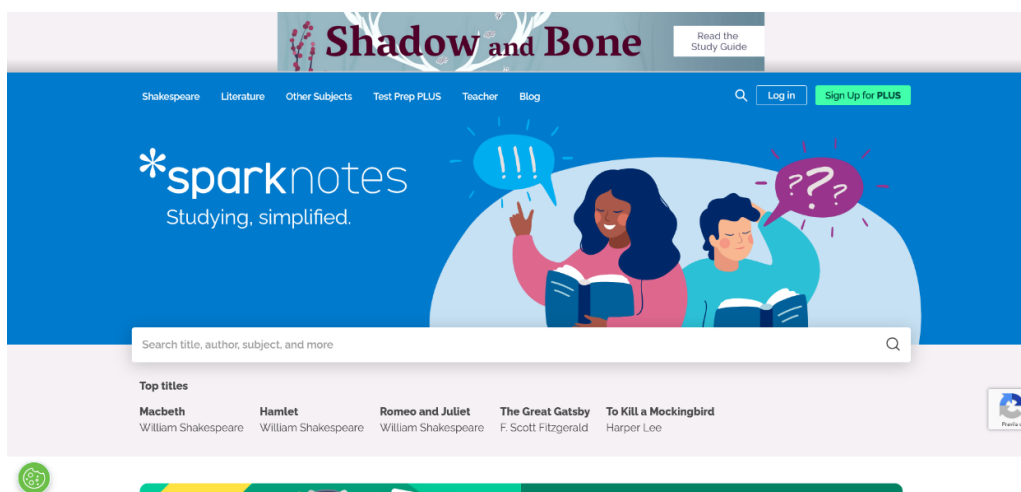 Shadow and Bone
Read the
Study Guide
Shakespeare Literature Other Subjects Test Prep PLUS Teacher Blog
Log in Sign Up for PLUS
!!!
???
*sparknotes
Studying, simplified.
Search title, author, subject, and more
Top titles
Macbeth Hamlet Romeo and Juliet The Great Gatsby To Kill a Mockingbird
William Shakespeare William Shakespeare William Shakespeare F. Scott Fitzgerald Harper Lee